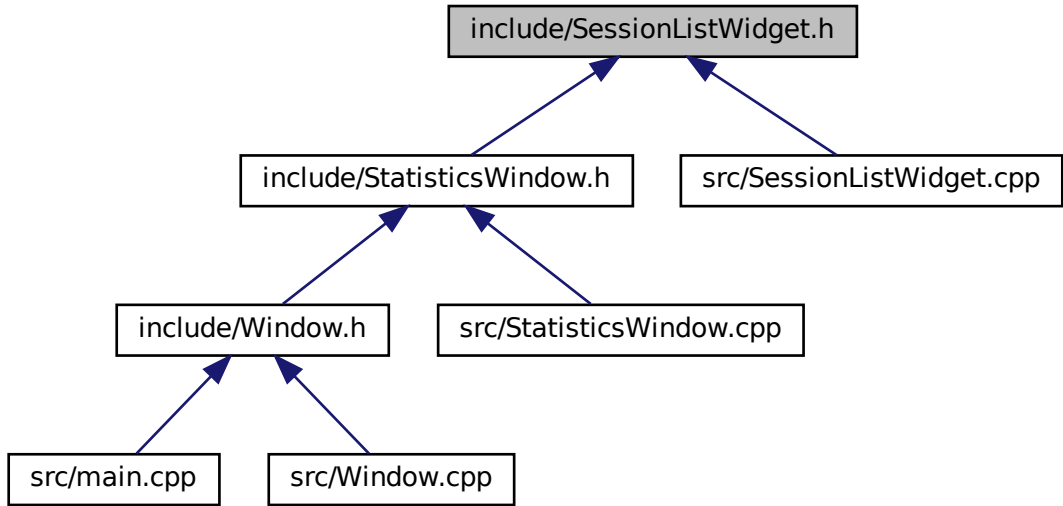 include/SessionListWidget.h
include/StatisticsWindow.h
src/SessionListWidget.cpp
include/Window.h
src/StatisticsWindow.cpp
src/main.cpp
src/Window.cpp